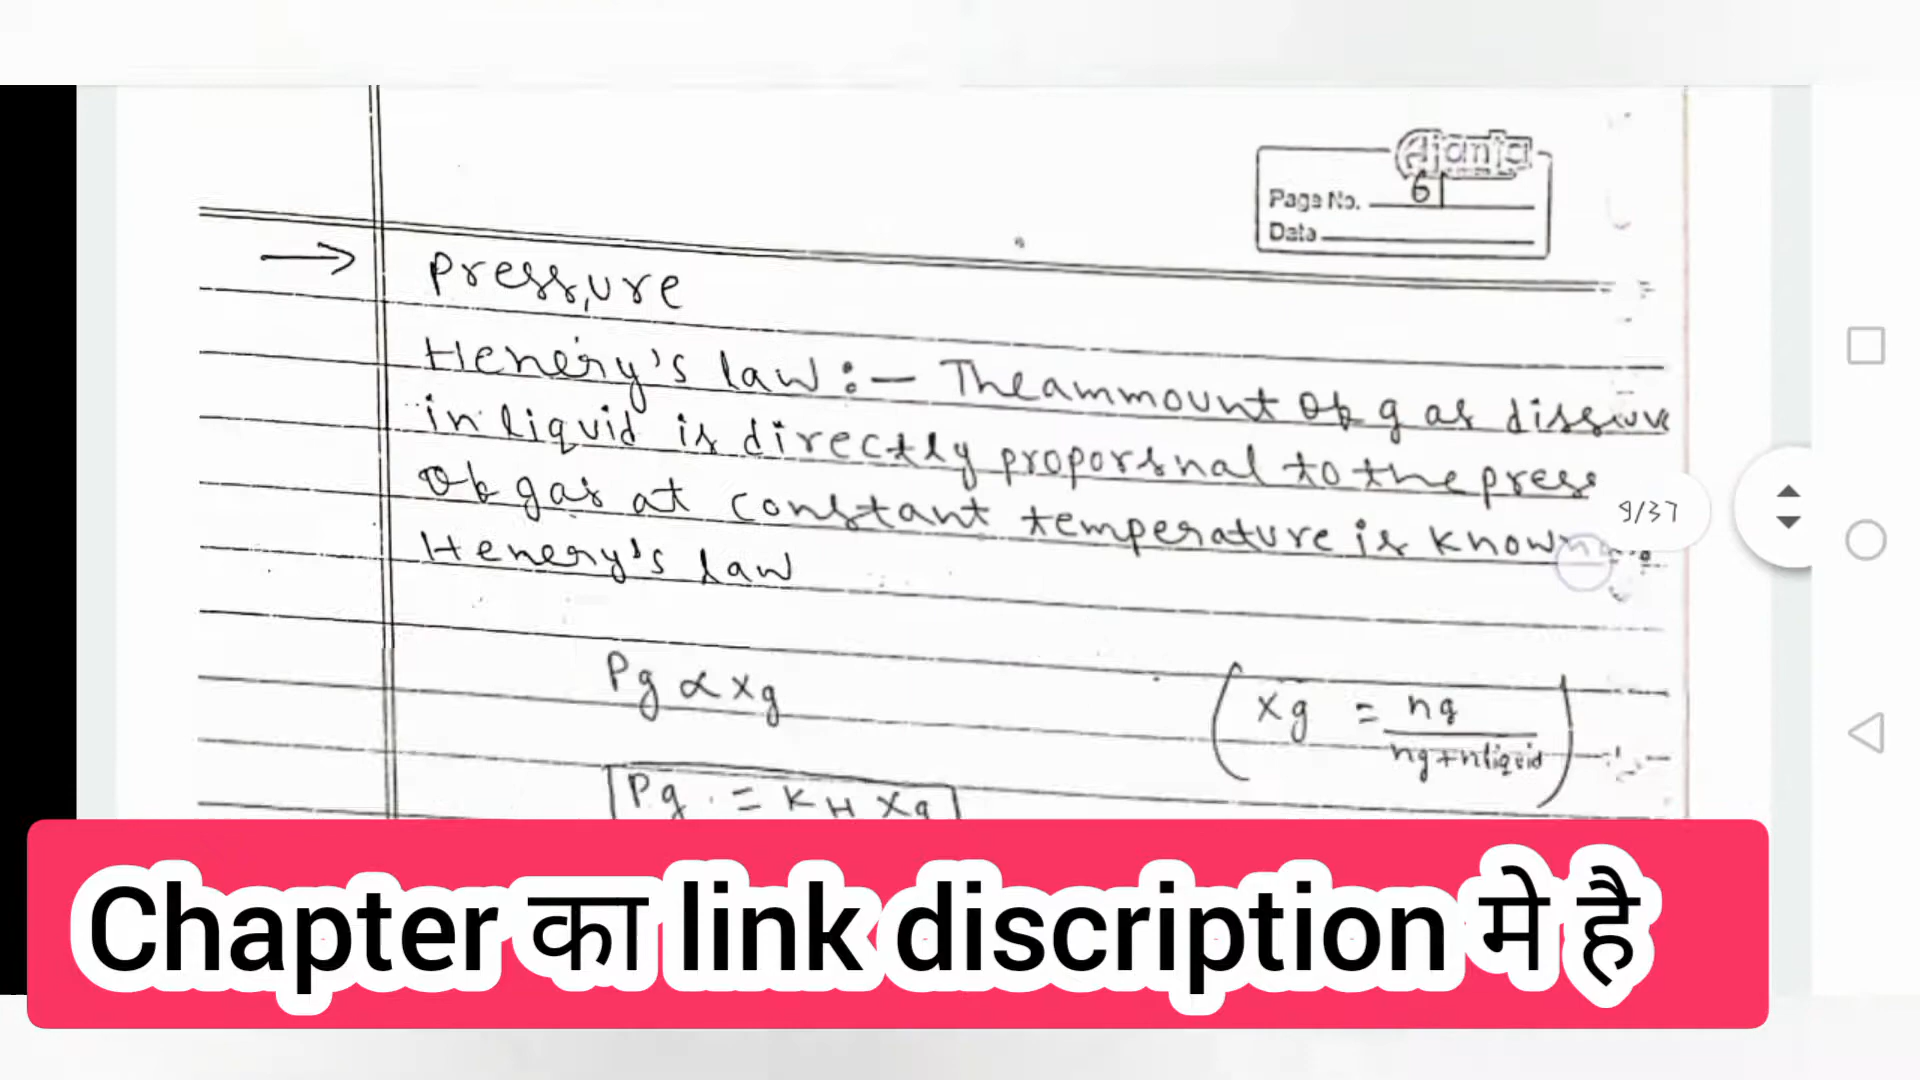 Ajanta
Page No. 61
Date
→ Pressure
Henery's law :- The ammount of gas
in liquid is directly proporsnal to the press
of gas at constant temperature is known
Henery's law
Pg ∝ xg
(xg = ng / ng+nliquid)
Pg = KH Xg
9/37
Chapter का link discription मे है